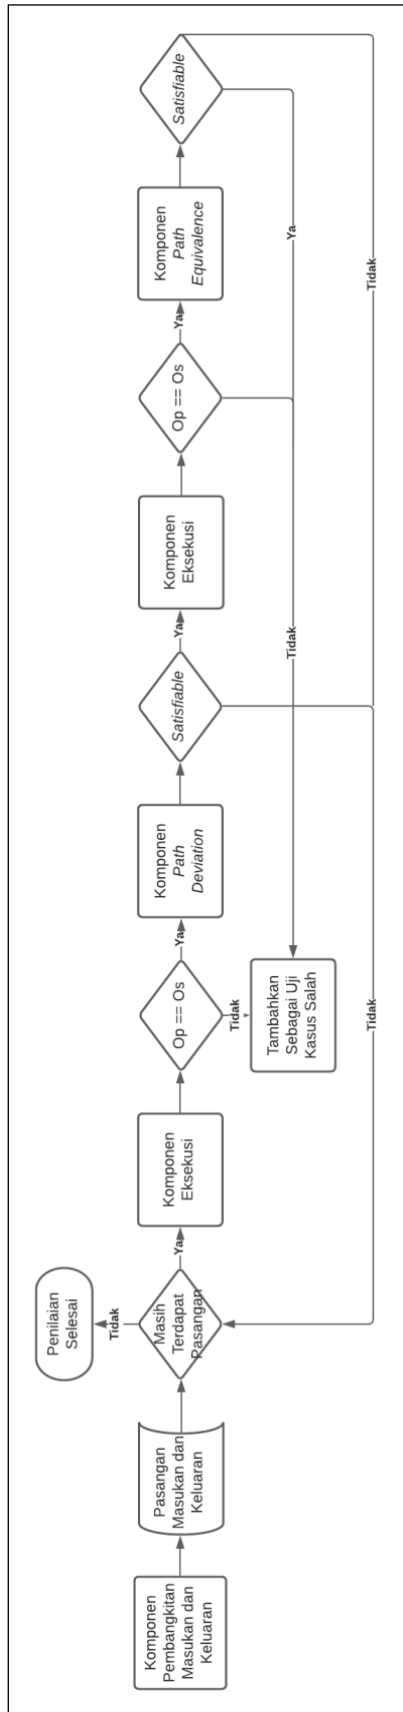 Komponen
Pembangkitan
Masukan dan
Keluaran
Pasangan
Masukan dan
Keluaran
Masih
Terdapat
Pasangan
Tidak
Penilaian
Selesai
Ya
Komponen
Eksekusi
Op == Os
Tidak
Tambahkan
Sebagai Uji
Kasus Salah
Ya
Komponen
Path
Deviation
Satisfiable
Tidak
Ya
Komponen
Eksekusi
Op == Os
Tidak
Ya
Komponen
Path
Equivalence
Satisfiable
Ya
Tidak